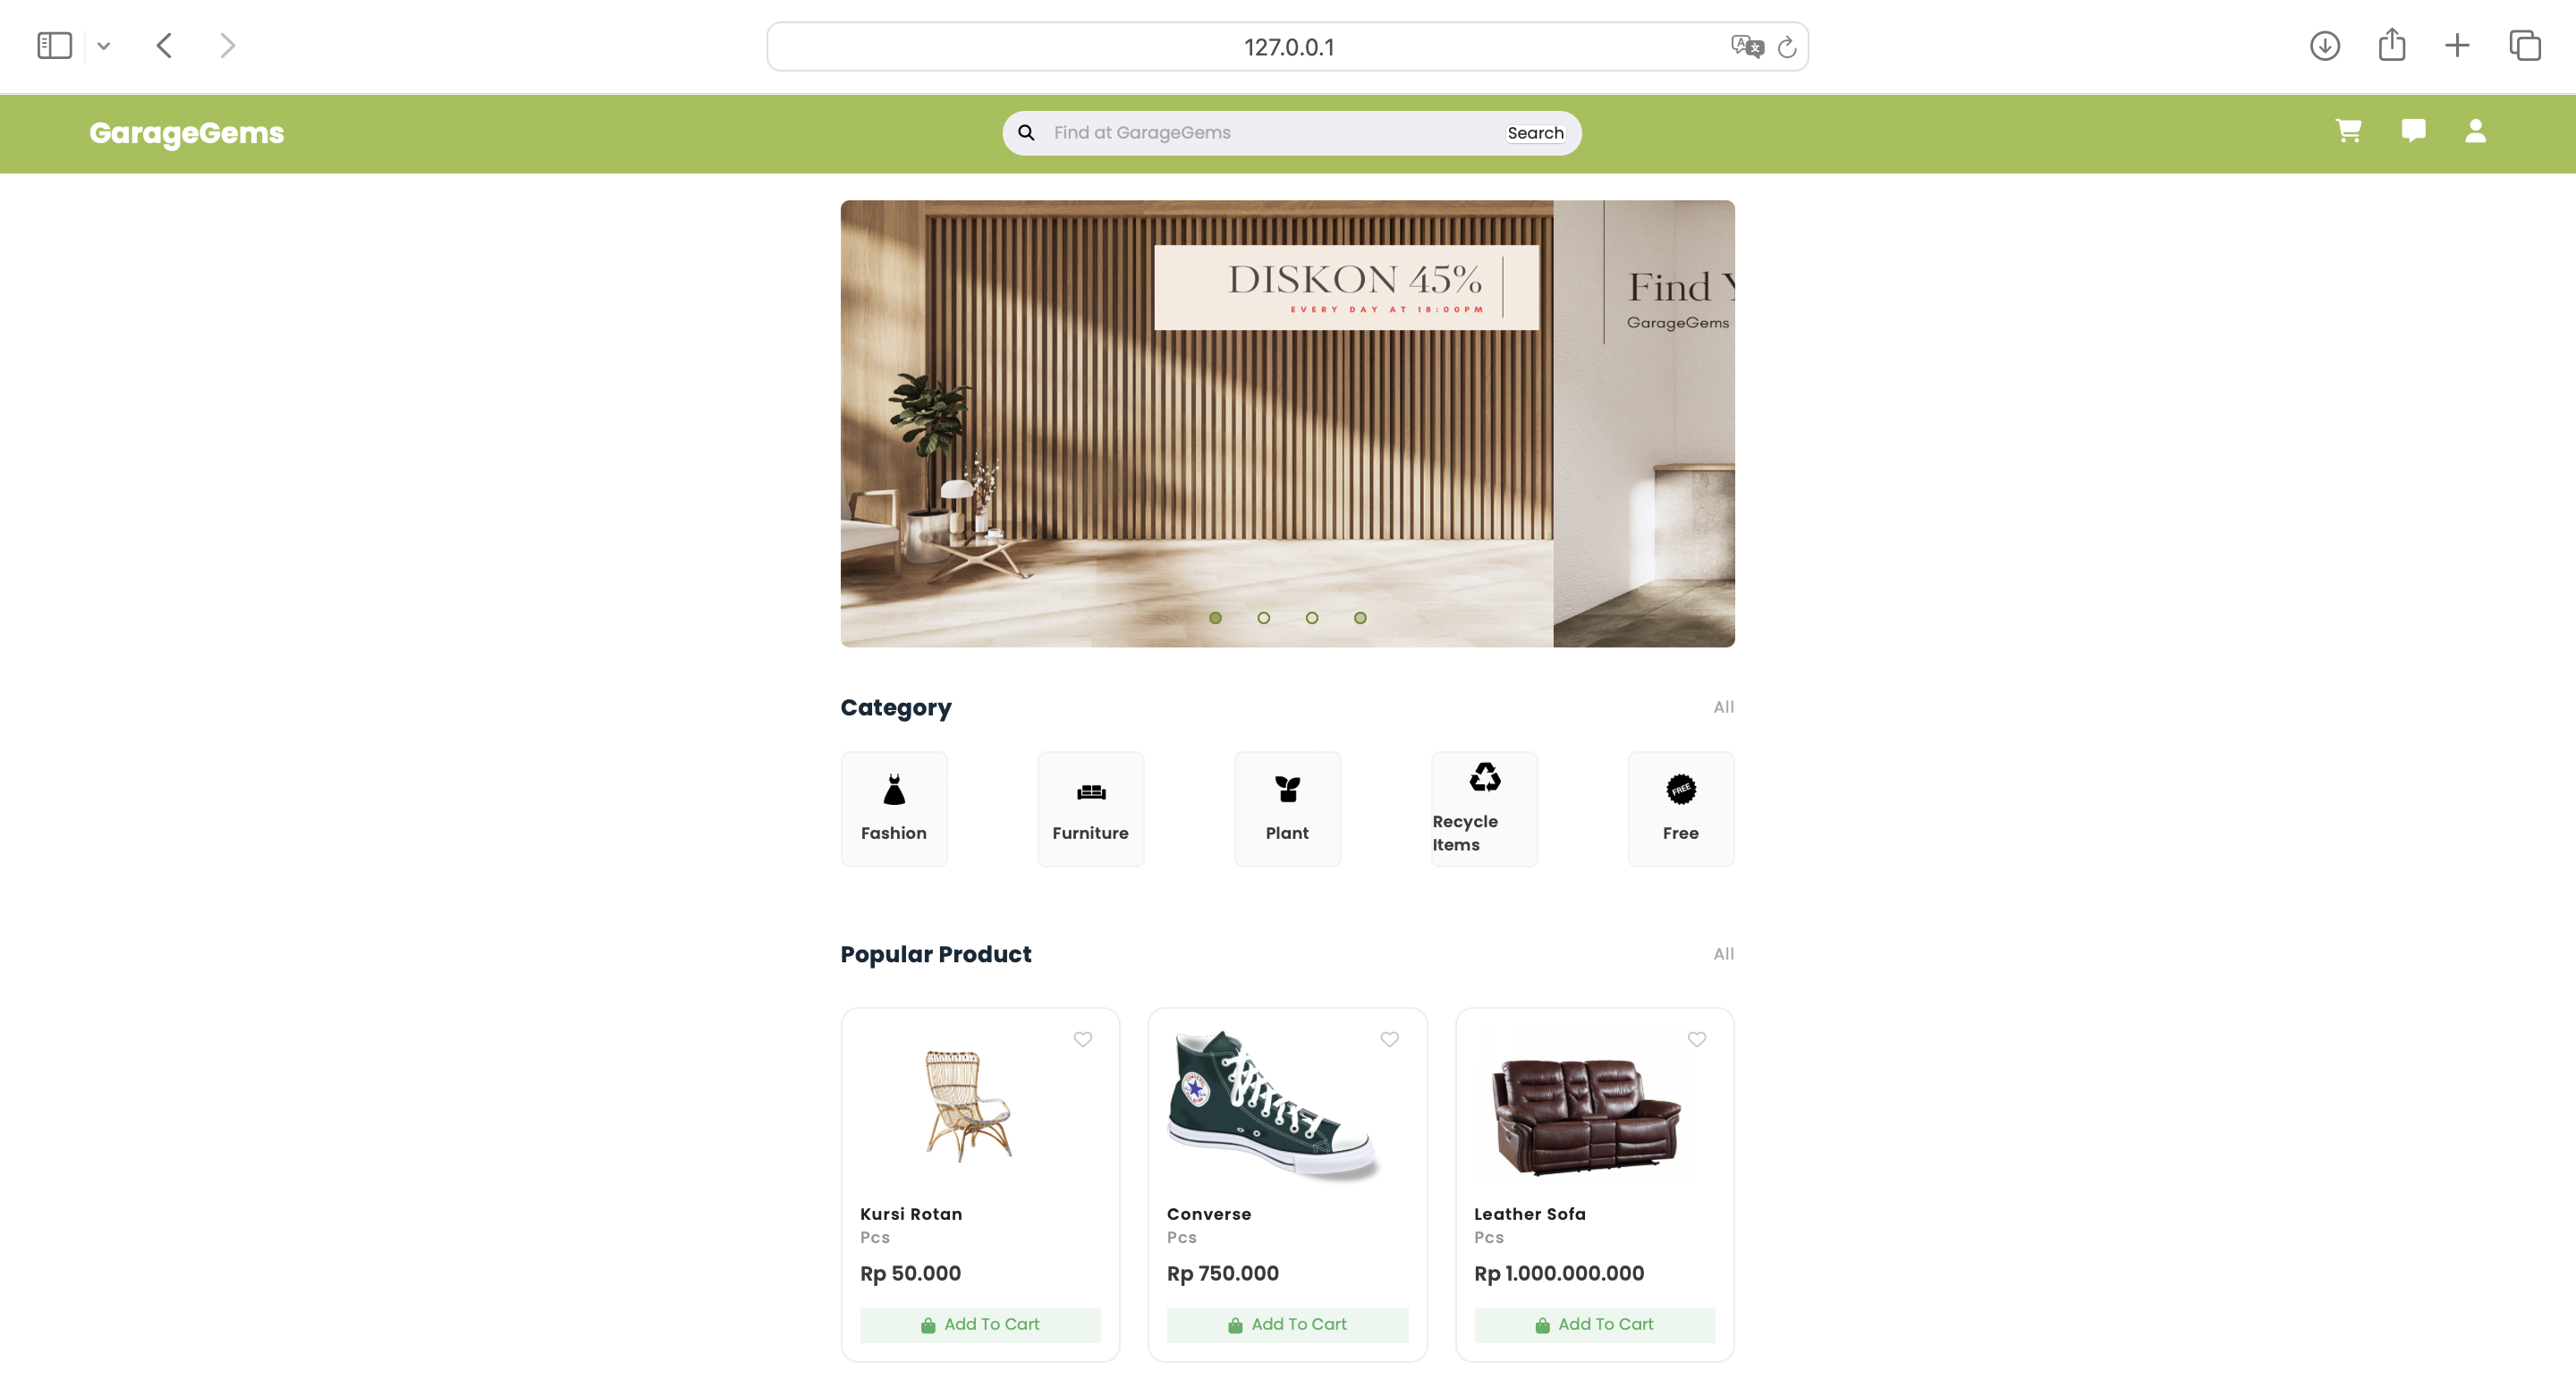 127.0.0.1
GarageGems
Find at GarageGems
Search
DISKON 45%
EVERY DAY AT 18:00PM
Find Y
GarageGems
Category
All
Fashion
Furniture
Plant
Recycle
Items
FREE
Free
Popular Product
All
Kursi Rotan
Pcs
Rp 50.000
Add To Cart
Converse
Pcs
Rp 750.000
Add To Cart
Leather Sofa
Pcs
Rp 1.000.000.000
Add To Cart